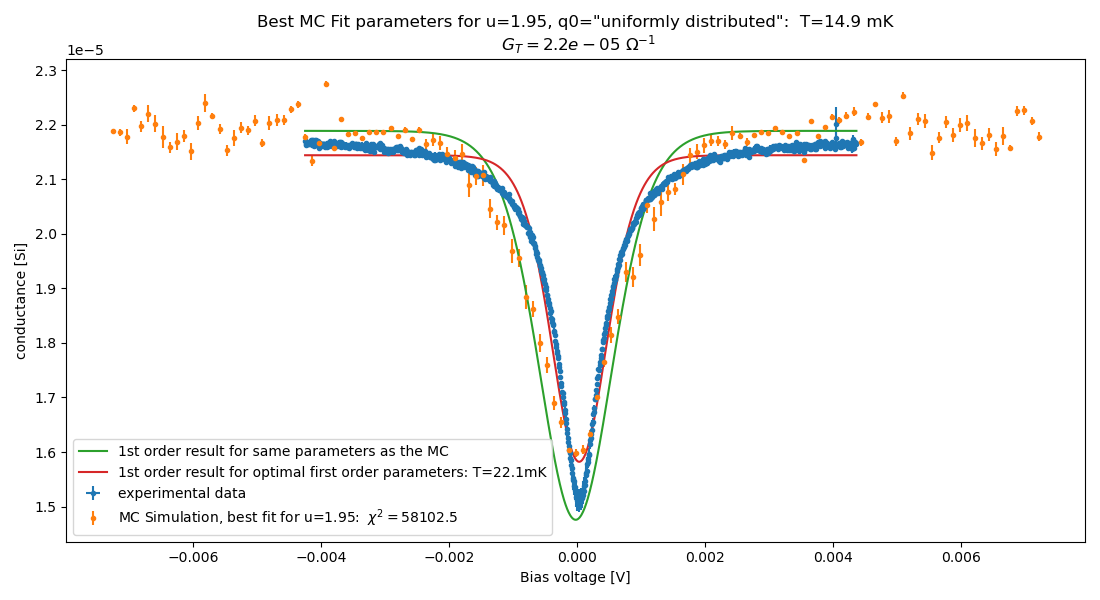 Best MC Fit parameters for u=1.95, q0="uniformly distributed":  T=14.9 mK
G_T = 2.2e − 05 Ω⁻¹
1e−5
2.3
2.2
2.1
2.0
1.9
1.8
1.7
1.6
1.5
conductance [Si]
1st order result for same parameters as the MC
1st order result for optimal first order parameters: T=22.1mK
experimental data
MC Simulation, best fit for u=1.95:  χ² = 58102.5
−0.006
−0.004
−0.002
0.000
0.002
0.004
0.006
Bias voltage [V]